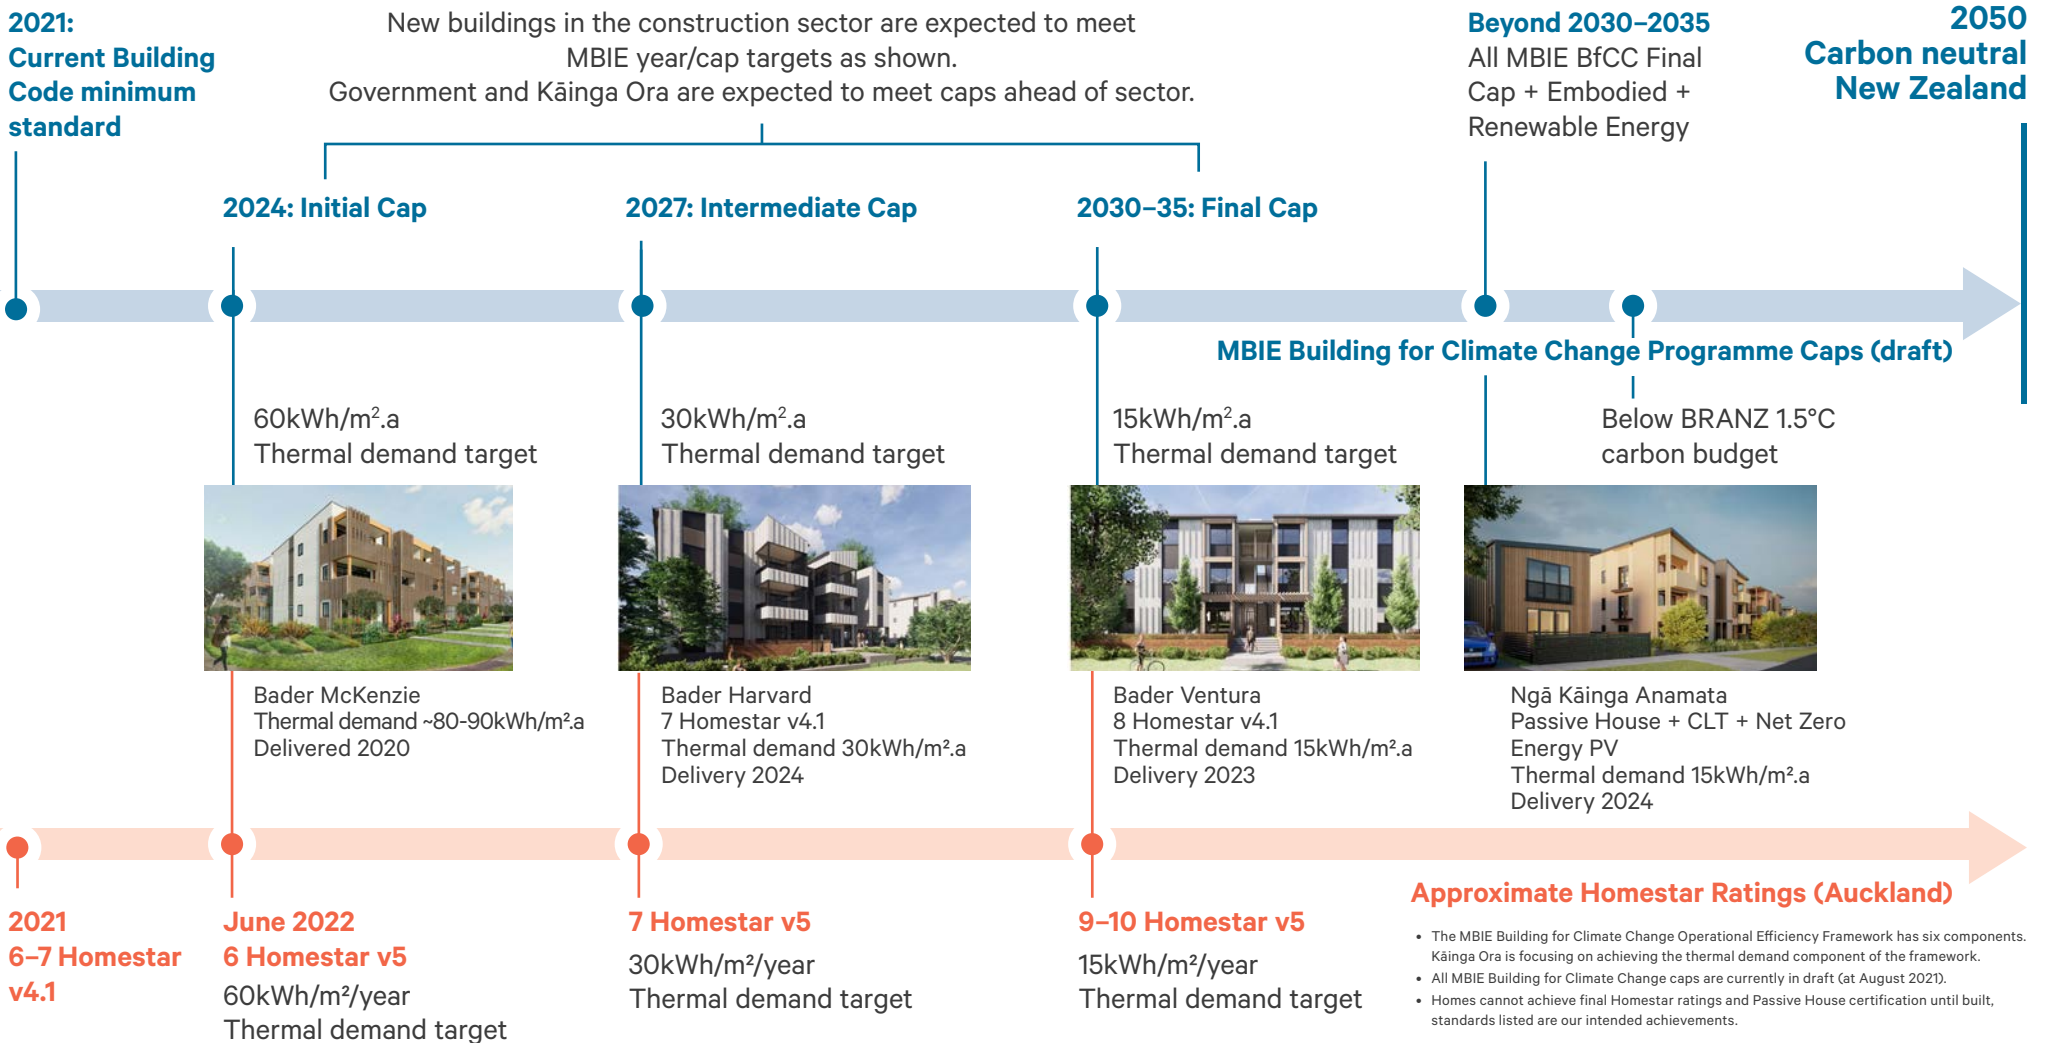 2021:
Current Building
Code minimum
standard
New buildings in the construction sector are expected to meet
MBIE year/cap targets as shown.
Government and Kāinga Ora are expected to meet caps ahead of sector.
Beyond 2030–2035
All MBIE BfCC Final
Cap + Embodied +
Renewable Energy
2050
Carbon neutral
New Zealand
2024: Initial Cap
2027: Intermediate Cap
2030–35: Final Cap
MBIE Building for Climate Change Programme Caps (draft)
60kWh/m².a
Thermal demand target
30kWh/m².a
Thermal demand target
15kWh/m².a
Thermal demand target
Below BRANZ 1.5°C
carbon budget
Bader McKenzie
Thermal demand ~80-90kWh/m².a
Delivered 2020
Bader Harvard
7 Homestar v4.1
Thermal demand 30kWh/m².a
Delivery 2024
Bader Ventura
8 Homestar v4.1
Thermal demand 15kWh/m².a
Delivery 2023
Ngā Kāinga Anamata
Passive House + CLT + Net Zero
Energy PV
Thermal demand 15kWh/m².a
Delivery 2024
2021
6–7 Homestar
v4.1
June 2022
6 Homestar v5
60kWh/m²/year
Thermal demand target
7 Homestar v5
30kWh/m²/year
Thermal demand target
9–10 Homestar v5
15kWh/m²/year
Thermal demand target
Approximate Homestar Ratings (Auckland)
• The MBIE Building for Climate Change Operational Efficiency Framework has six components.
Kāinga Ora is focusing on achieving the thermal demand component of the framework.
• All MBIE Building for Climate Change caps are currently in draft (at August 2021).
• Homes cannot achieve final Homestar ratings and Passive House certification until built,
standards listed are our intended achievements.